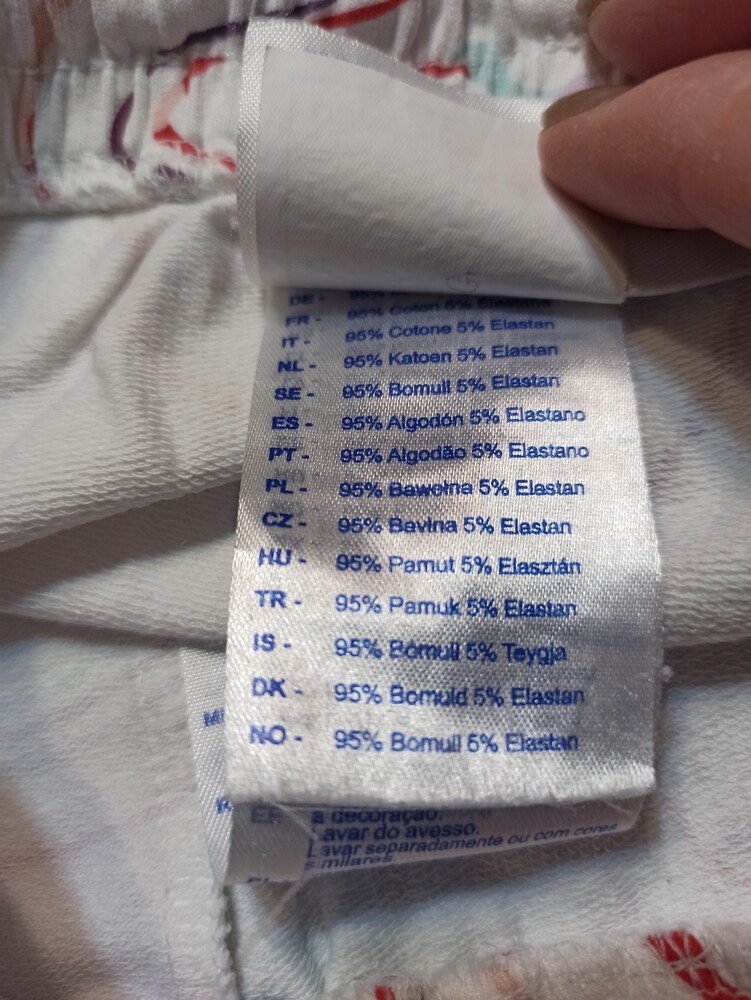 DE - 95%
FR - 95% Coton 5% Elastan
IT - 95% Cotone 5% Elastan
NL - 95% Katoen 5% Elastan
SE - 95% Bomull 5% Elastan
ES - 95% Algodón 5% Elastano
PT - 95% Algodão 5% Elastano
PL - 95% Bawełna 5% Elastan
CZ - 95% Bavlna 5% Elastan
HU - 95% Pamut 5% Elasztán
TR - 95% Pamuk 5% Elastan
IS - 95% Bómull 5% Teygja
DK - 95% Bomuld 5% Elastan
NO - 95% Bomull 5% Elastan
a decoração.
Lavar do avesso.
Lavar separadamente ou com cores
similares.